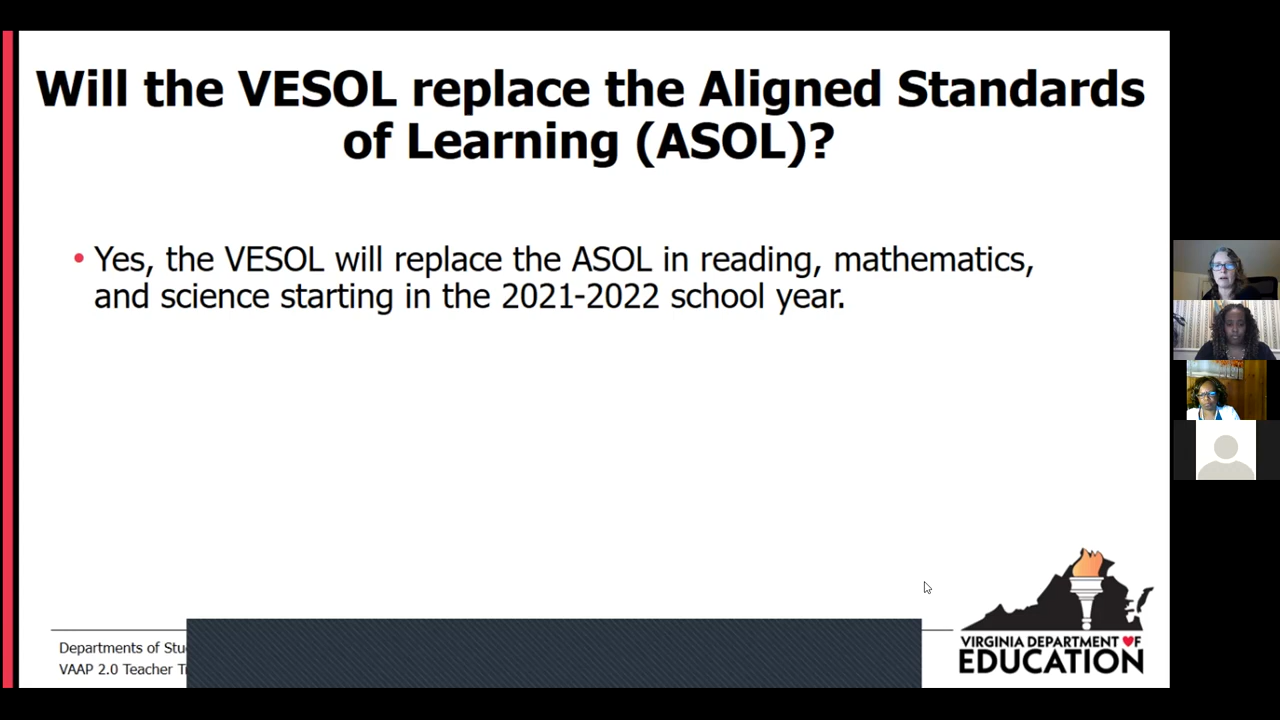 Will the VESOL replace the Aligned Standards
of Learning (ASOL)?
• Yes, the VESOL will replace the ASOL in reading, mathematics,
and science starting in the 2021-2022 school year.
Departments of
VAAP 2.0 Teacher
VIRGINIA DEPARTMENT OF
EDUCATION